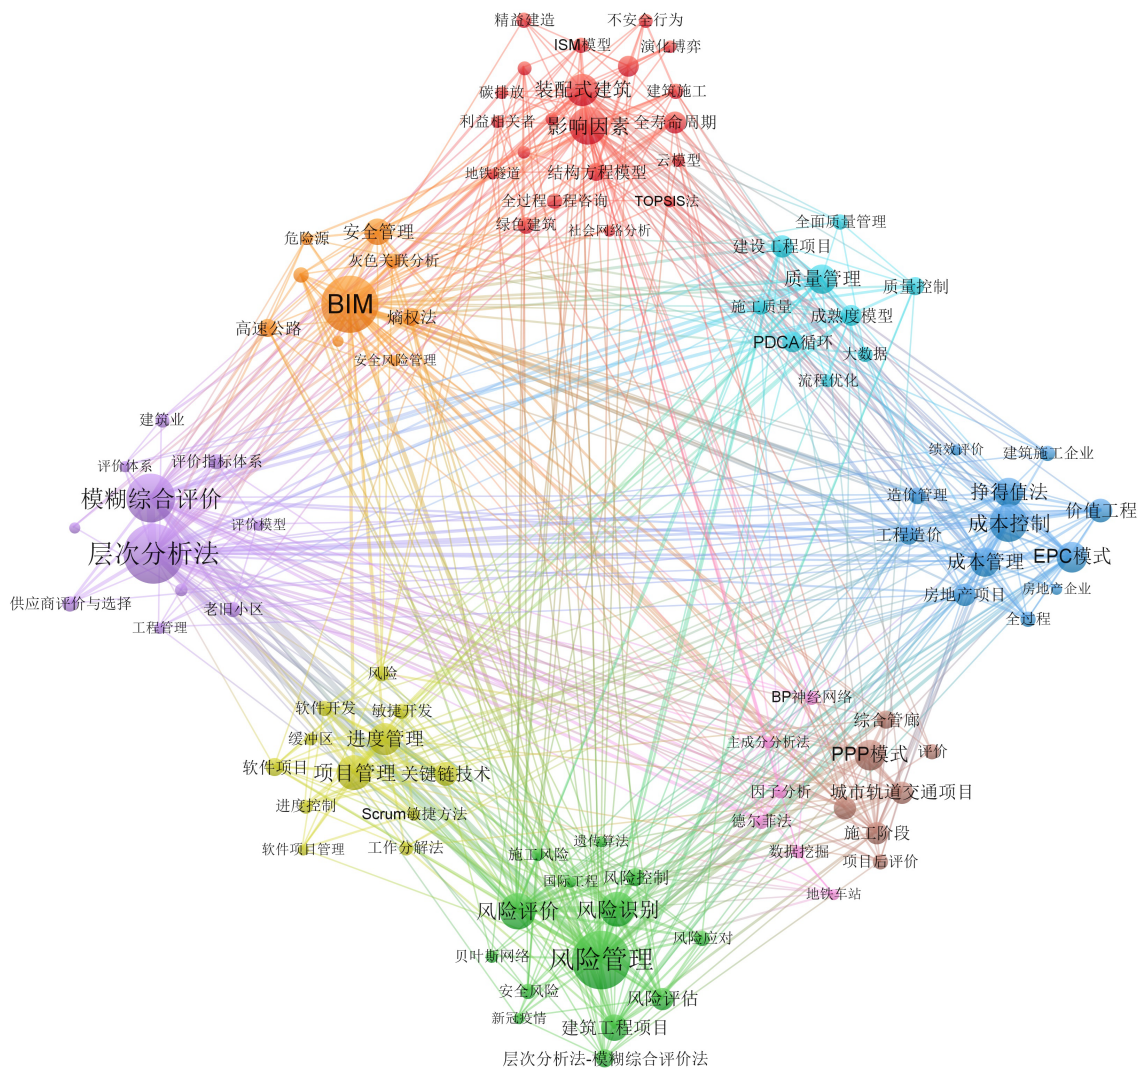 精益建造
不安全行为
ISM模型
演化博弈
碳排放
装配式建筑
建筑施工
利益相关者
影响因素
全寿命周期
云模型
地铁隧道
结构方程模型
全过程工程咨询
TOPSIS法
绿色建筑
社会网络分析
危险源
安全管理
灰色关联分析
BIM
熵权法
高速公路
安全风险管理
全面质量管理
建设工程项目
质量管理
质量控制
施工质量
成熟度模型
PDCA循环
大数据
流程优化
建筑业
评价体系
评价指标体系
模糊综合评价
评价模型
层次分析法
供应商评价与选择
老旧小区
工程管理
绩效评价
建筑施工企业
挣得值法
造价管理
价值工程
成本控制
工程造价
成本管理
EPC模式
房地产项目
房地产企业
全过程
风险
软件开发
敏捷开发
缓冲区
进度管理
软件项目
项目管理
关键链技术
进度控制
Scrum敏捷方法
软件项目管理
工作分解法
BP神经网络
主成分分析法
因子分析
德尔菲法
数据挖掘
地铁车站
综合管廊
PPP模式
评价
城市轨道交通项目
施工阶段
项目后评价
遗传算法
施工风险
国际工程
风险控制
风险评价
风险识别
风险应对
贝叶斯网络
风险管理
安全风险
风险评估
新冠疫情
建筑工程项目
层次分析法-模糊综合评价法